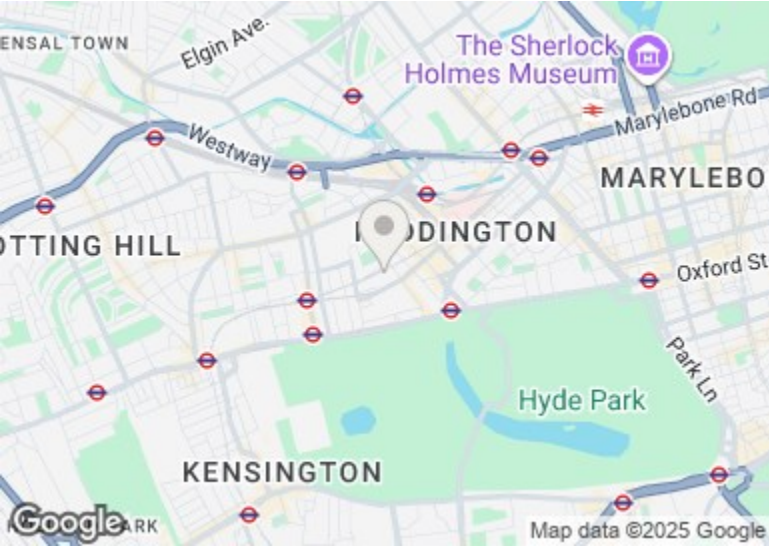 ENSAL TOWN
Elgin Ave.
The Sherlock
Holmes Museum
Marylebone Rd
Westway
MARYLEBO
OTTING HILL
DDINGTON
Oxford St
Park Ln
Hyde Park
KENSINGTON
Google
ARK
Map data ©2025 Google